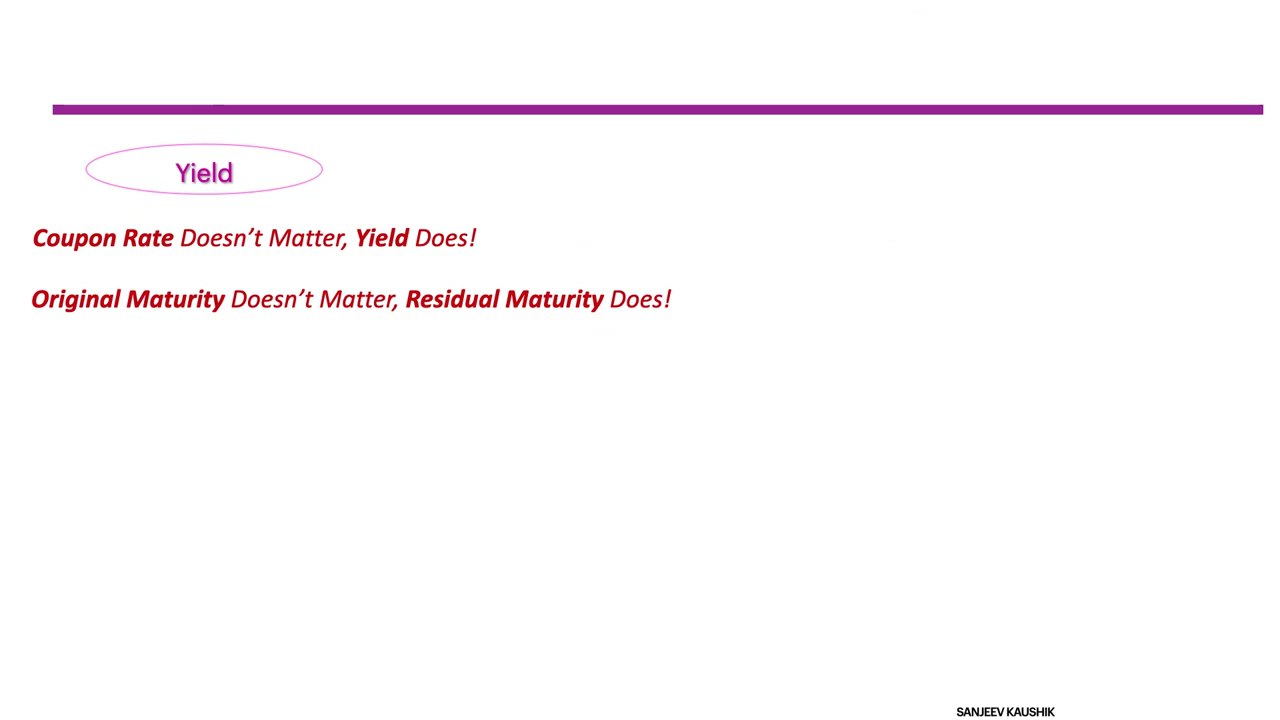 Yield
Coupon Rate Doesn’t Matter, Yield Does!
Original Maturity Doesn’t Matter, Residual Maturity Does!
SANJEEV KAUSHIK